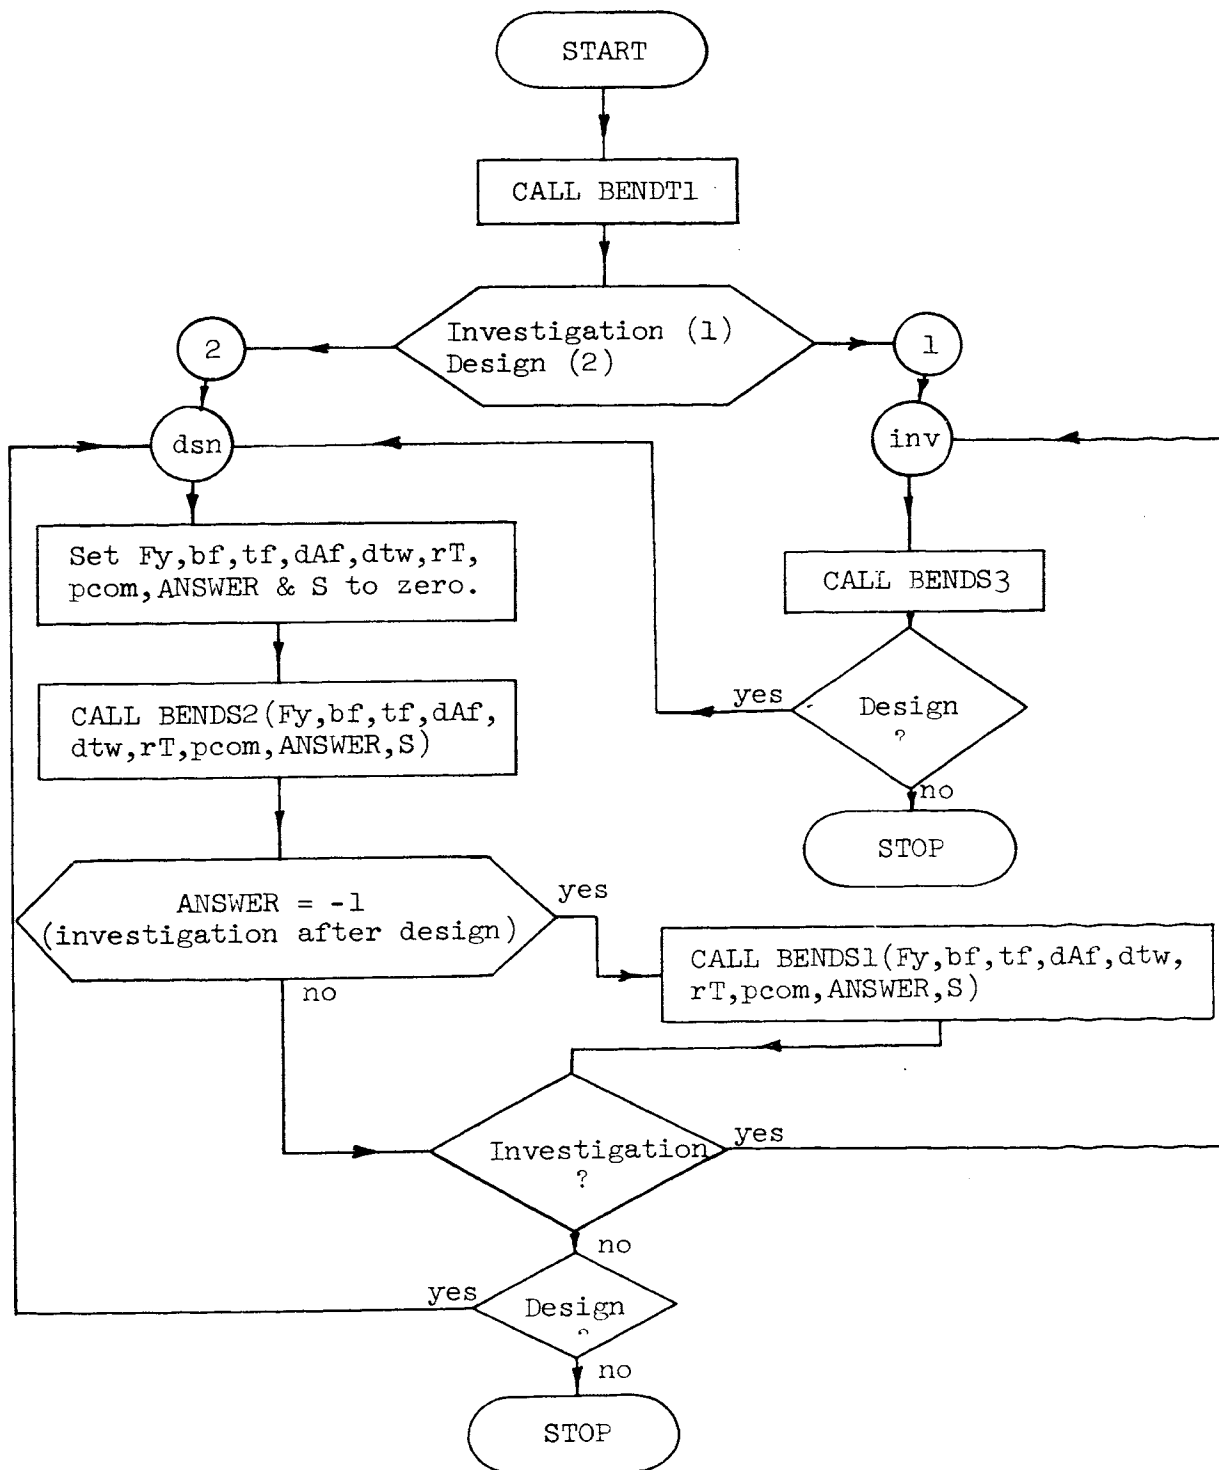 START
CALL BENDT1
Investigation (1)
Design (2)
2
1
dsn
inv
Set Fy,bf,tf,dAf,dtw,rT,
pcom,ANSWER & S to zero.
CALL BENDS3
CALL BENDS2(Fy,bf,tf,dAf,
dtw,rT,pcom,ANSWER,S)
yes
Design
?
no
STOP
ANSWER = -1
(investigation after design)
yes
no
CALL BENDS1(Fy,bf,tf,dAf,dtw,
rT,pcom,ANSWER,S)
Investigation
?
yes
no
yes
Design
?
no
STOP